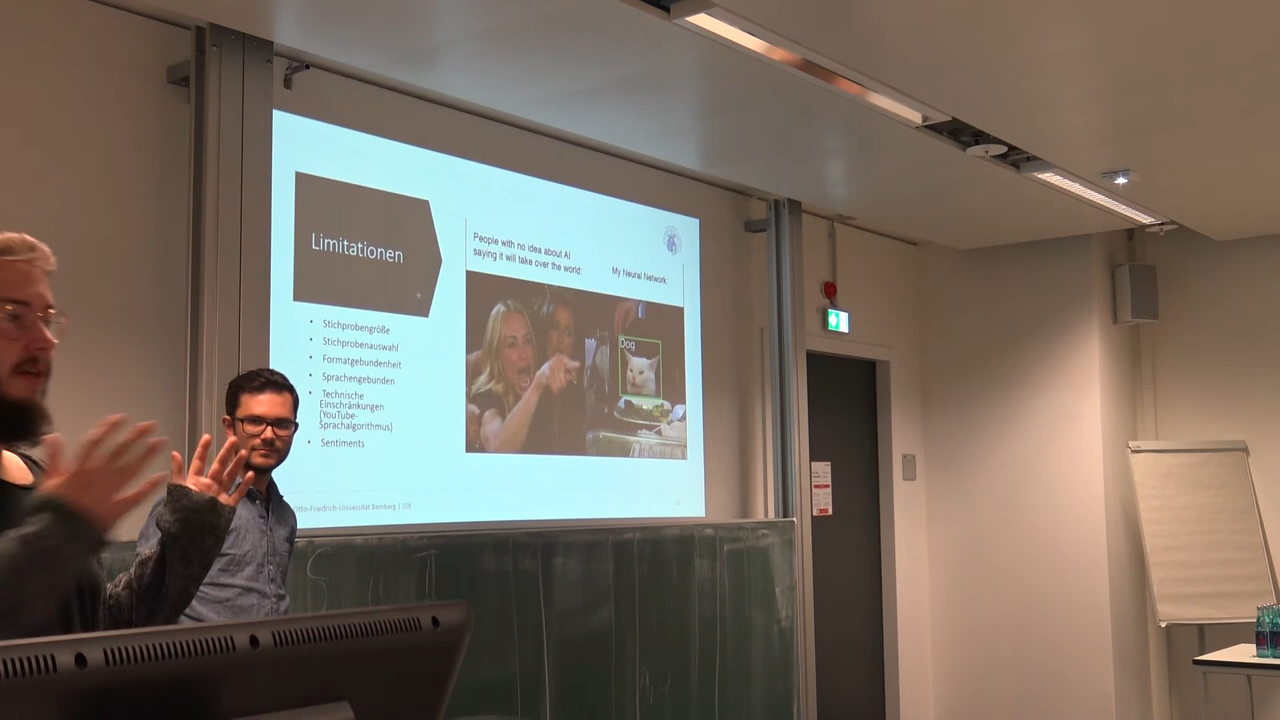 Limitationen
People with no idea about AI
saying it will take over the world:
My Neural Network:
Dog
• Stichprobengröße
• Stichprobenauswahl
• Formatgebundenheit
• Sprachengebunden
• Technische
Einschränkungen
(YouTube-
Sprachalgorithmus)
• Sentiments
Otto-Friedrich-Universität Bamberg | SSK